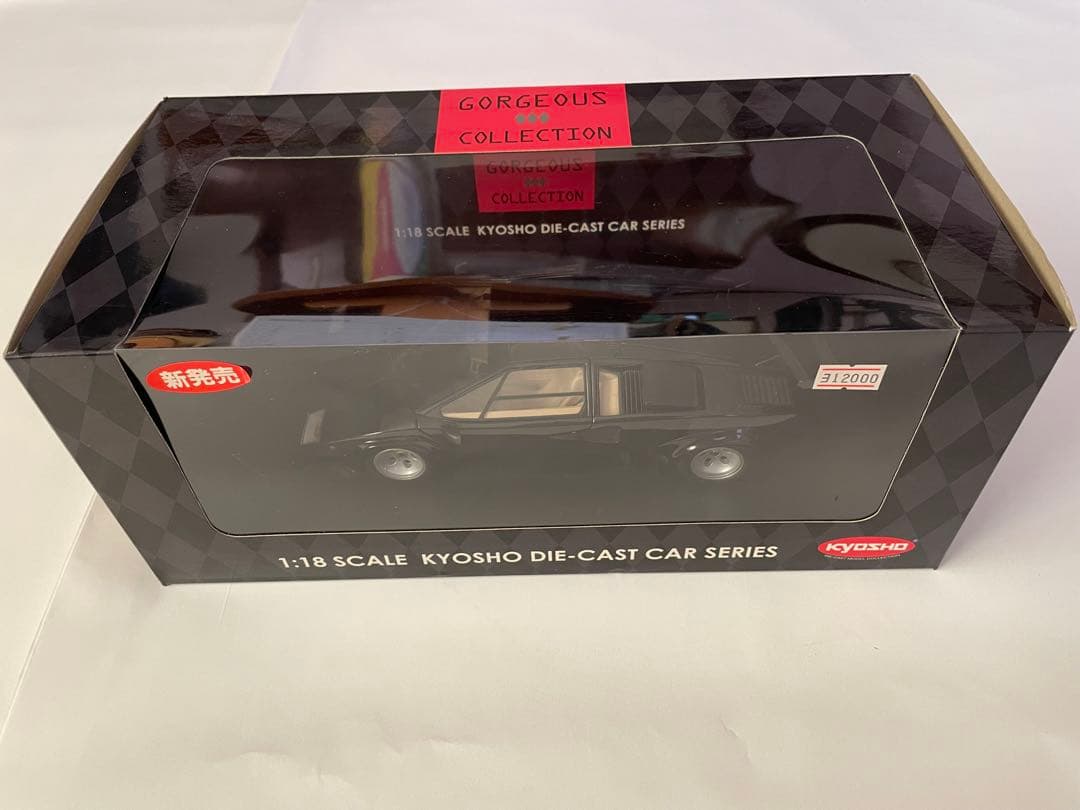 GORGEOUS
COLLECTION
GORGEOUS
COLLECTION
1:18 SCALE KYOSHO DIE-CAST CAR SERIES
新発売
312000
1:18 SCALE KYOSHO DIE-CAST CAR SERIES
KYOSHO